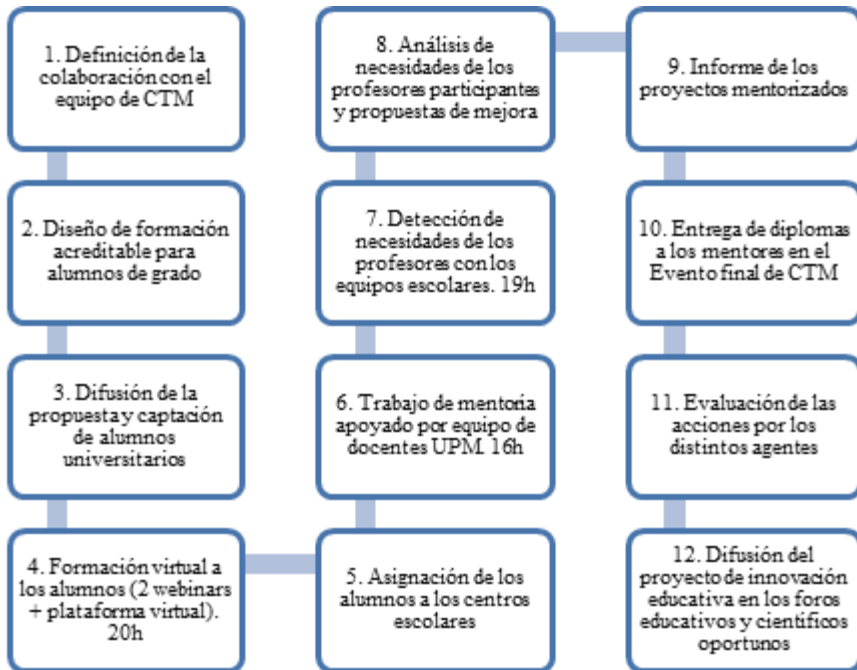 1. Definición de la
colaboración con el
equipo de CTM
2. Diseño de formación
acreditable para
alumnos de grado
3. Difusión de la
propuesta y captación
de alumnos
universitarios
4. Formación virtual a
los alumnos (2 webinars
+ plataforma virtual).
20h
5. Asignación de los
alumnos a los centros
escolares
6. Trabajo de mentoria
apoyado por equipo de
docentes UPM. 16h
7. Detección de
necesidades de los
profesores con los
equipos escolares. 19h
8. Análisis de
necesidades de los
profesores participantes
y propuestas de mejora
9. Informe de los
proyectos mentorizados
10. Entrega de diplomas
a los mentores en el
Evento final de CTM
11. Evaluación de las
acciones por los
distintos agentes
12. Difusión del
proyecto de innovación
educativa en los foros
educativos y científicos
oportunos